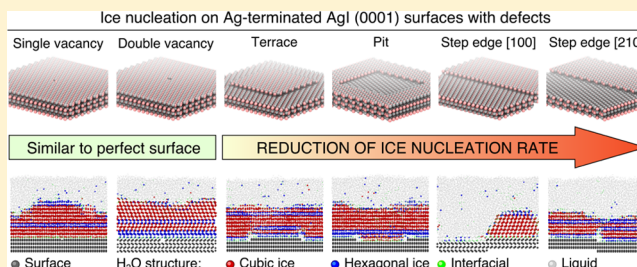 Ice nucleation on Ag-terminated AgI (0001) surfaces with defects
Single vacancy Double vacancy Terrace Pit Step edge [100] Step edge [210]
Similar to perfect surface REDUCTION OF ICE NUCLEATION RATE
Surface H₂O structure: Cubic ice Hexagonal ice Interfacial Liquid